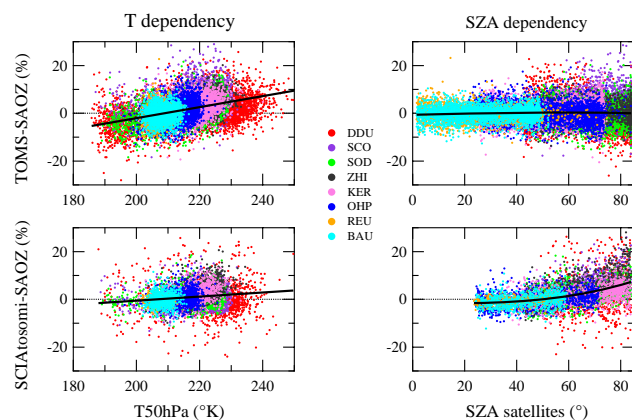 T dependency
SZA dependency
TOMS-SAOZ (%)
20
0
-20
180 200 220 240
20
0
-20
0 20 40 60 80
DDU
SCO
SOD
ZHI
KER
OHP
REU
BAU
SCIAtosomi-SAOZ (%)
20
0
-20
180 200 220 240
T50hPa (°K)
20
0
-20
0 20 40 60 80
SZA satellites (°)